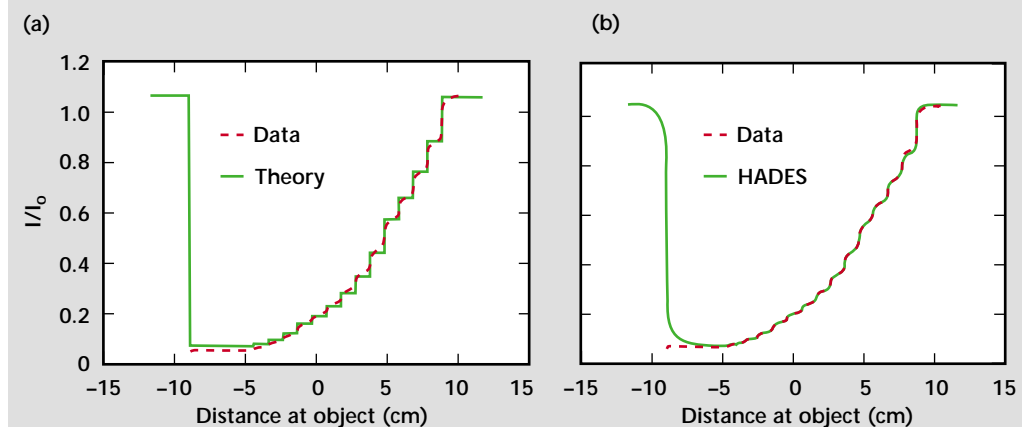 (a)
1.2
1.0
0.8
0.6
0.4
0.2
0
I/Io
Data
Theory
−15 −10 −5 0 5 10 15
Distance at object (cm)
(b)
Data
HADES
−15 −10 −5 0 5 10 15
Distance at object (cm)